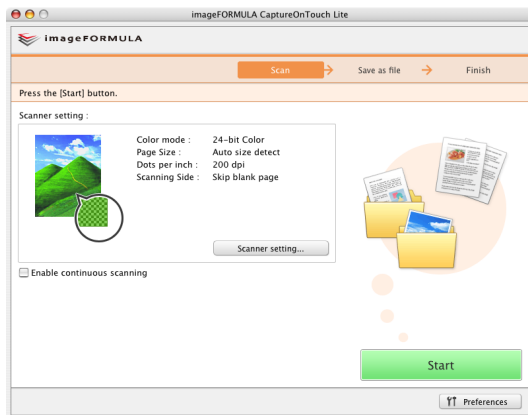 imageFORMULA CaptureOnTouch Lite
imageFORMULA
Scan
Save as file
Finish
Press the [Start] button.
Scanner setting :
Color mode : 24-bit Color
Page Size : Auto size detect
Dots per inch : 200 dpi
Scanning Side : Skip blank page
Scanner setting...
Enable continuous scanning
Start
Preferences